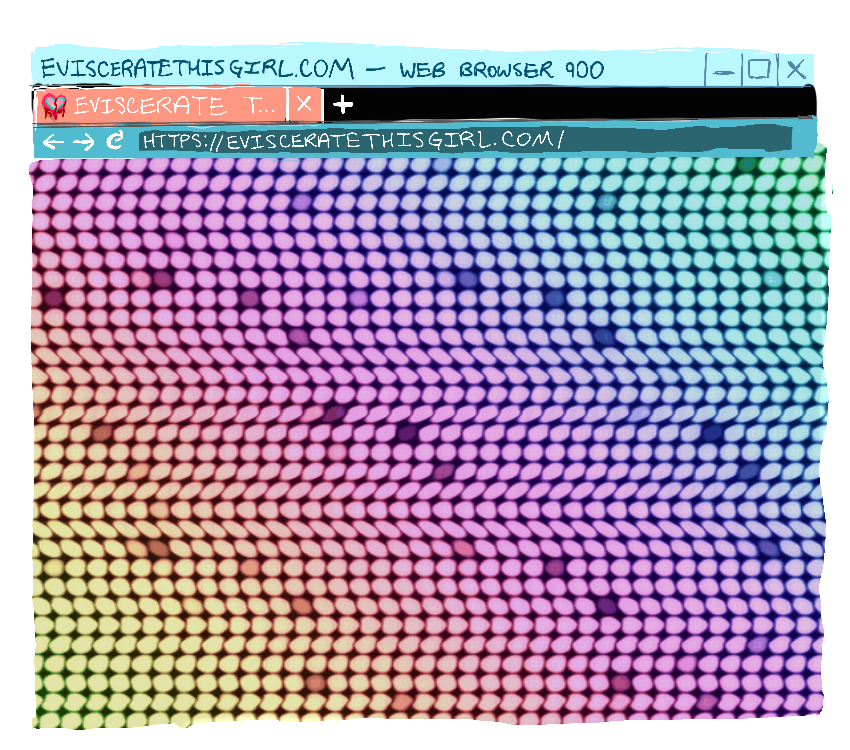 EVISCERATETHISGIRL.COM — WEB BROWSER 900
EVISCERATE T...
HTTPS://EVISCERATETHISGIRL.COM/